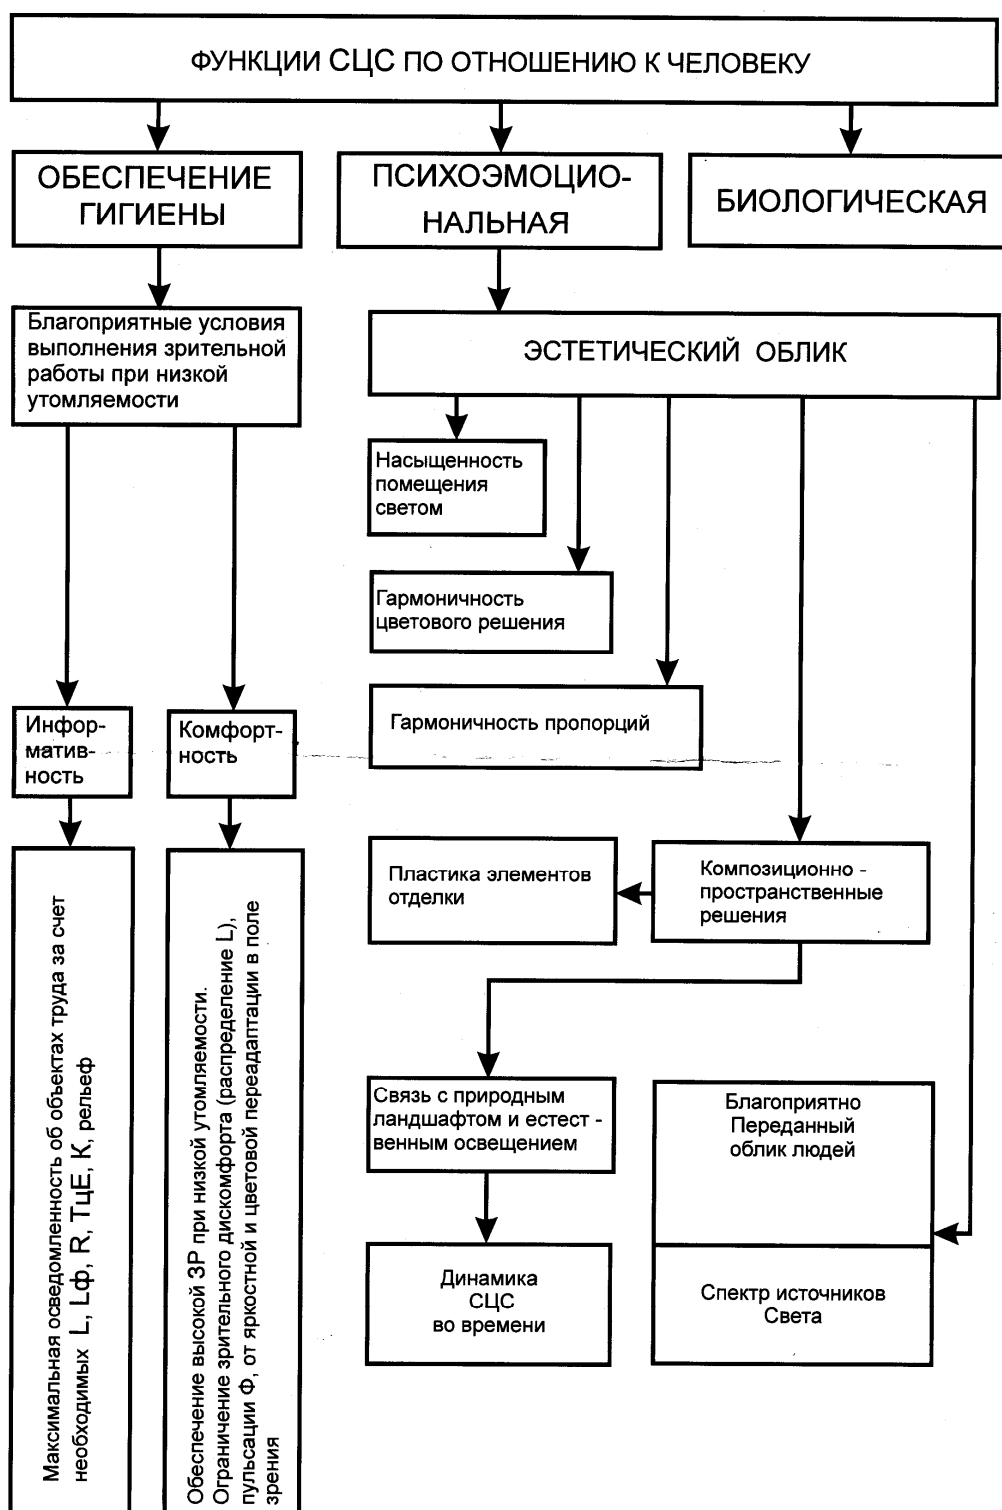 ФУНКЦИИ СЦС ПО ОТНОШЕНИЮ К ЧЕЛОВЕКУ
ОБЕСПЕЧЕНИЕ
ГИГИЕНЫ
ПСИХОЭМОЦИО-
НАЛЬНАЯ
БИОЛОГИЧЕСКАЯ
Благоприятные условия
выполнения зрительной
работы при низкой
утомляемости
ЭСТЕТИЧЕСКИЙ ОБЛИК
Насыщенность
помещения
светом
Гармоничность
цветового решения
Гармоничность пропорций
Инфор-
матив-
ность
Комфорт-
ность
Пластика элементов
отделки
Композиционно -
пространственные
решения
Максимальная осведомленность об объектах труда за счет
необходимых L, Lф, R, ТцЕ, К, рельеф
Обеспечение высокой ЗР при низкой утомляемости.
Ограничение зрительного дискомфорта (распределение L),
пульсации Ф, от яркостной и цветовой переадаптации в поле
зрения
Связь с природным
ландшафтом и естест -
венным освещением
Благоприятно
Переданный
облик людей
Динамика
СЦС
во времени
Спектр источников
Света